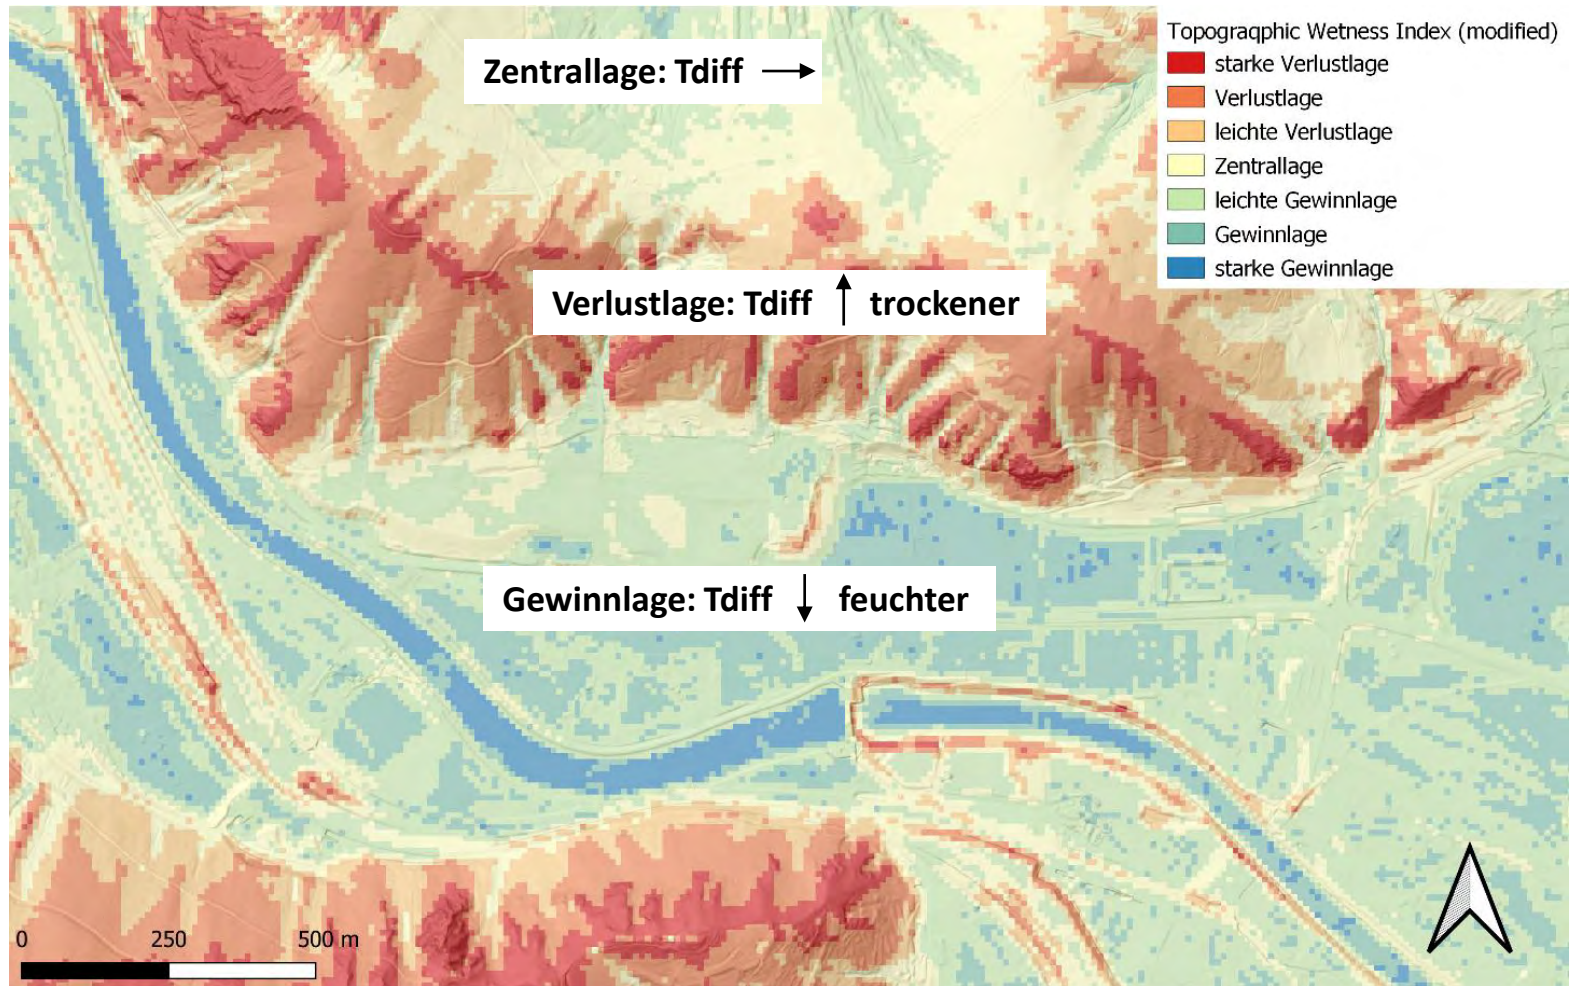 Topograqphic Wetness Index (modified)
starke Verlustlage
Verlustlage
leichte Verlustlage
Zentrallage
leichte Gewinnlage
Gewinnlage
starke Gewinnlage
Zentrallage: Tdiff →
Verlustlage: Tdiff ↑ trockener
Gewinnlage: Tdiff ↓ feuchter
0 250 500 m